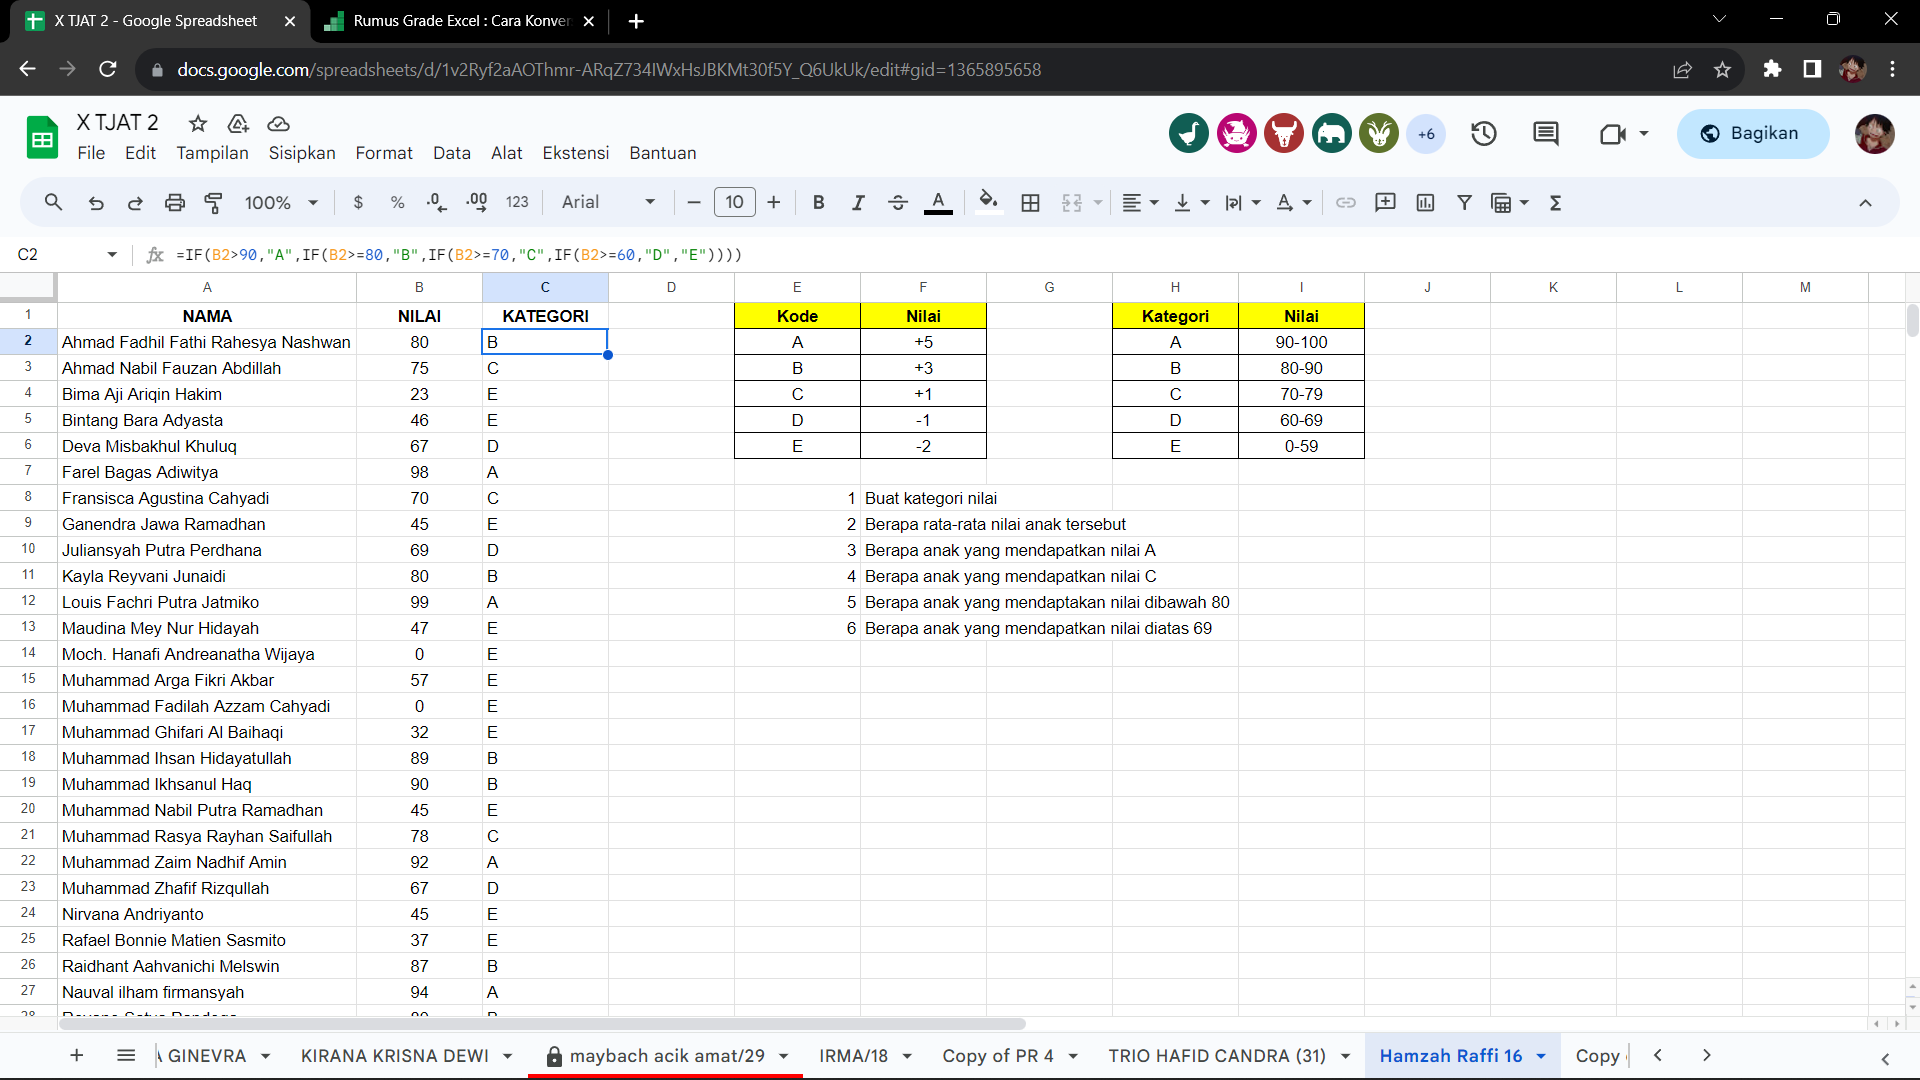 X TJAT 2 - Google Spreadsheet
Rumus Grade Excel : Cara Konver
docs.google.com/spreadsheets/d/1v2Ryf2aAOThmr-ARqZ734IWxHsJBKMt30f5Y_Q6UkUk/edit#gid=1365895658
X TJAT 2
File Edit Tampilan Sisipkan Format Data Alat Ekstensi Bantuan
+6
Bagikan
100% $ % .0 .00 123 Arial 10 B I A
C2 fx =IF(B2>90,"A",IF(B2>=80,"B",IF(B2>=70,"C",IF(B2>=60,"D","E"))))
A B C D E F G H I J K L M
1 NAMA NILAI KATEGORI Kode Nilai Kategori Nilai
2 Ahmad Fadhil Fathi Rahesya Nashwan 80 B A +5 A 90-100
3 Ahmad Nabil Fauzan Abdillah 75 C B +3 B 80-90
4 Bima Aji Ariqin Hakim 23 E C +1 C 70-79
5 Bintang Bara Adyasta 46 E D -1 D 60-69
6 Deva Misbakhul Khuluq 67 D E -2 E 0-59
7 Farel Bagas Adiwitya 98 A
8 Fransisca Agustina Cahyadi 70 C 1 Buat kategori nilai
9 Ganendra Jawa Ramadhan 45 E 2 Berapa rata-rata nilai anak tersebut
10 Juliansyah Putra Perdhana 69 D 3 Berapa anak yang mendapatkan nilai A
11 Kayla Reyvani Junaidi 80 B 4 Berapa anak yang mendapatkan nilai C
12 Louis Fachri Putra Jatmiko 99 A 5 Berapa anak yang mendaptakan nilai dibawah 80
13 Maudina Mey Nur Hidayah 47 E 6 Berapa anak yang mendapatkan nilai diatas 69
14 Moch. Hanafi Andreanatha Wijaya 0 E
15 Muhammad Arga Fikri Akbar 57 E
16 Muhammad Fadilah Azzam Cahyadi 0 E
17 Muhammad Ghifari Al Baihaqi 32 E
18 Muhammad Ihsan Hidayatullah 89 B
19 Muhammad Ikhsanul Haq 90 B
20 Muhammad Nabil Putra Ramadhan 45 E
21 Muhammad Rasya Rayhan Saifullah 78 C
22 Muhammad Zaim Nadhif Amin 92 A
23 Muhammad Zhafif Rizqullah 67 D
24 Nirvana Andriyanto 45 E
25 Rafael Bonnie Matien Sasmito 37 E
26 Raidhant Aahvanichi Melswin 87 B
27 Nauval ilham firmansyah 94 A
GINEVRA KIRANA KRISNA DEWI maybach acik amat/29 IRMA/18 Copy of PR 4 TRIO HAFID CANDRA (31) Hamzah Raffi 16 Copy